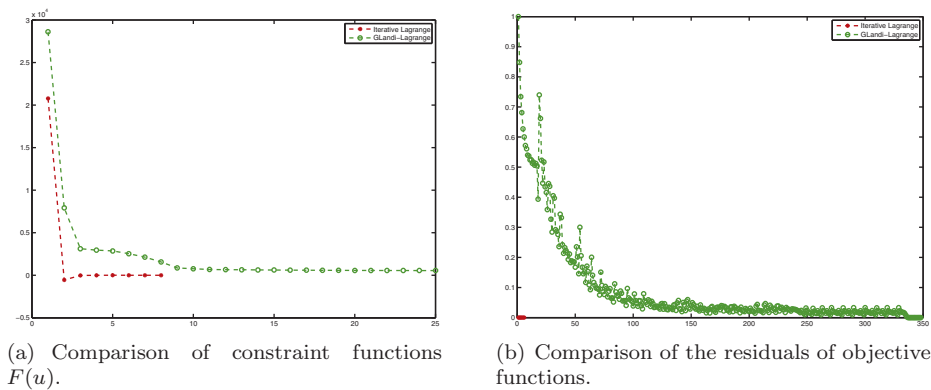 3 x 10⁴
Iterative Lagrange
GLandi-Lagrange
2.5
2
1.5
1
0.5
0
−0.5
0 5 10 15 20 25
(a) Comparison of constraint functions
F(u).
1
Iterative Lagrange
GLandi-Lagrange
0.9
0.8
0.7
0.6
0.5
0.4
0.3
0.2
0.1
0
0 50 100 150 200 250 300 350
(b) Comparison of the residuals of objective
functions.